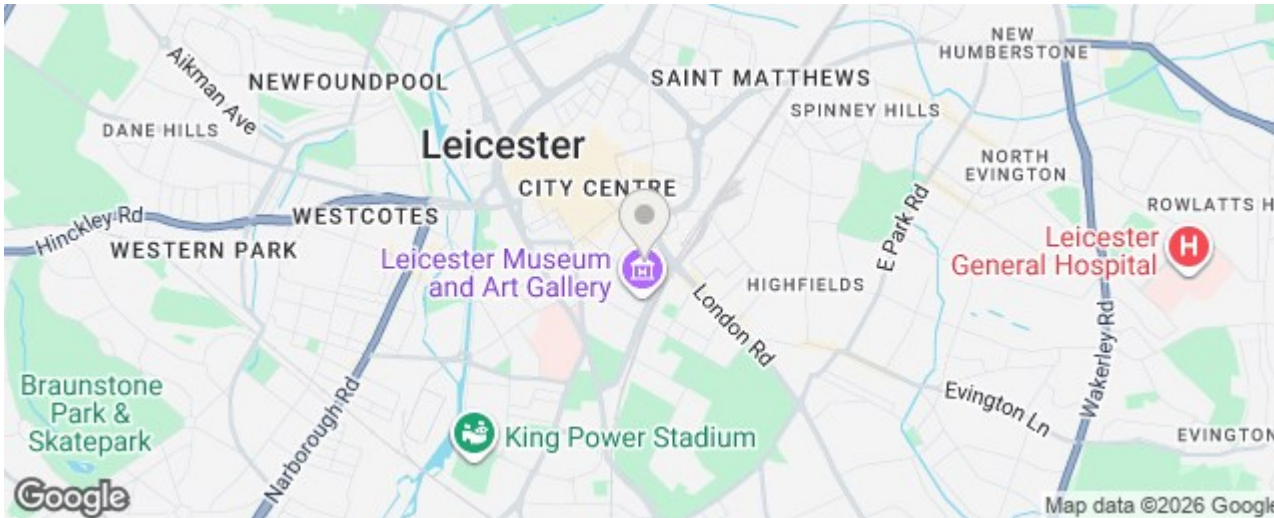 NEW
HUMBERSTONE
Aikman Ave
NEWFOUNDPOOL
SAINT MATTHEWS
SPINNEY HILLS
DANE HILLS
Leicester
NORTH
EVINGTON
CITY CENTRE
E Park Rd
ROWLATTS H
Hinckley Rd
WESTCOTES
WESTERN PARK
Leicester Museum
and Art Gallery
Leicester
General Hospital
H
HIGHFIELDS
London Rd
Wakerley Rd
Braunstone
Park &
Skatepark
Narborough Rd
Evington Ln
King Power Stadium
EVINGTON
Google
Map data ©2026 Google